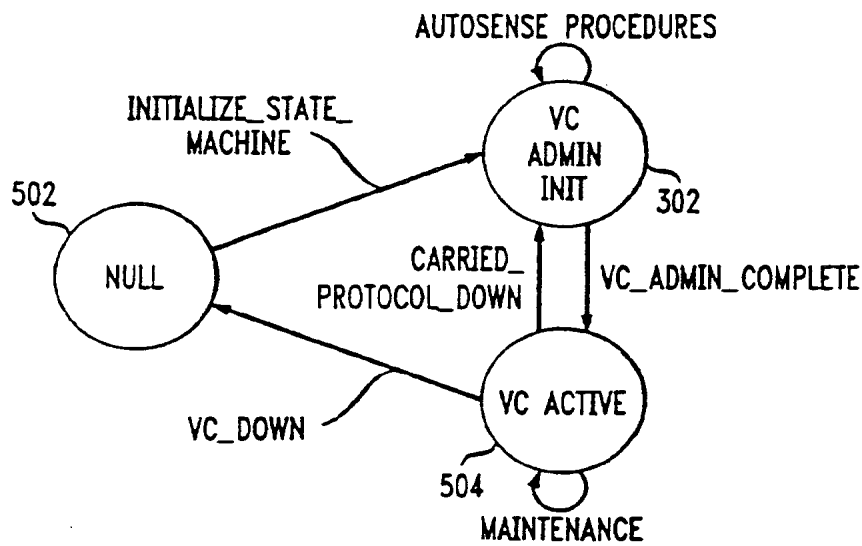 AUTOSENSE PROCEDURES
INITIALIZE_STATE_
MACHINE
VC
ADMIN
INIT
302
502
NULL
CARRIED_
PROTOCOL_DOWN
VC_ADMIN_COMPLETE
VC_DOWN
VC ACTIVE
504
MAINTENANCE